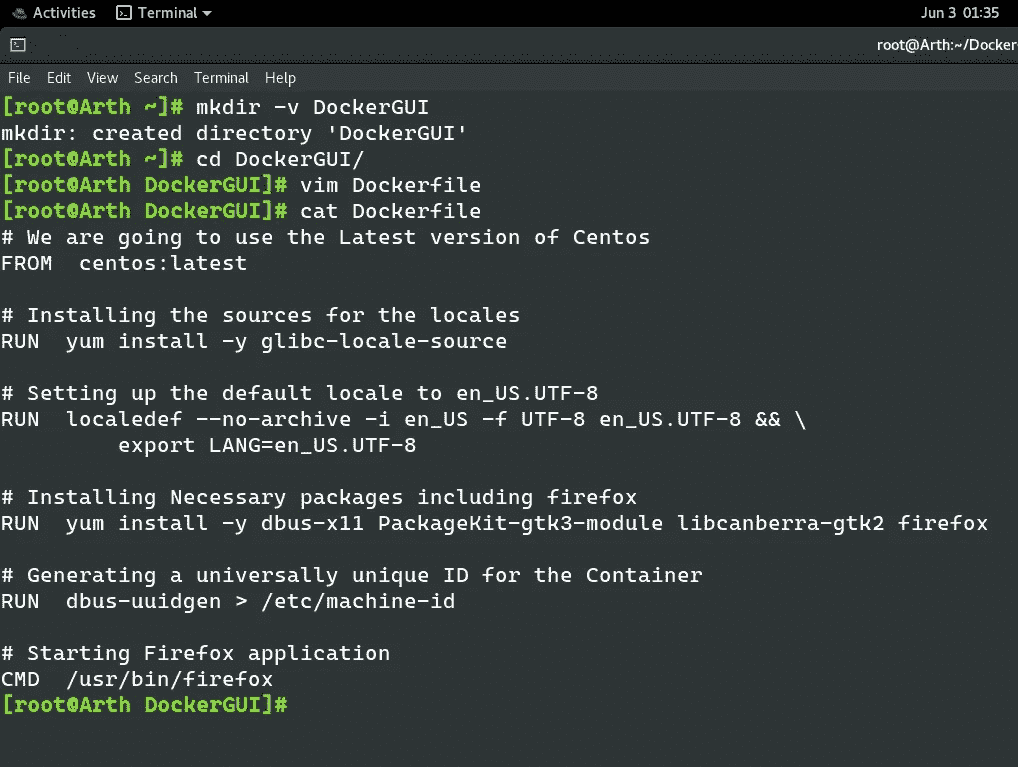 Activities Terminal Jun 3 01:35
root@Arth:~/Docker
File Edit View Search Terminal Help
[root@Arth ~]# mkdir -v DockerGUI
mkdir: created directory 'DockerGUI'
[root@Arth ~]# cd DockerGUI/
[root@Arth DockerGUI]# vim Dockerfile
[root@Arth DockerGUI]# cat Dockerfile
# We are going to use the Latest version of Centos
FROM  centos:latest

# Installing the sources for the locales
RUN  yum install -y glibc-locale-source

# Setting up the default locale to en_US.UTF-8
RUN  localedef --no-archive -i en_US -f UTF-8 en_US.UTF-8 && \
         export LANG=en_US.UTF-8

# Installing Necessary packages including firefox
RUN  yum install -y dbus-x11 PackageKit-gtk3-module libcanberra-gtk2 firefox

# Generating a universally unique ID for the Container
RUN  dbus-uuidgen > /etc/machine-id

# Starting Firefox application
CMD  /usr/bin/firefox
[root@Arth DockerGUI]#